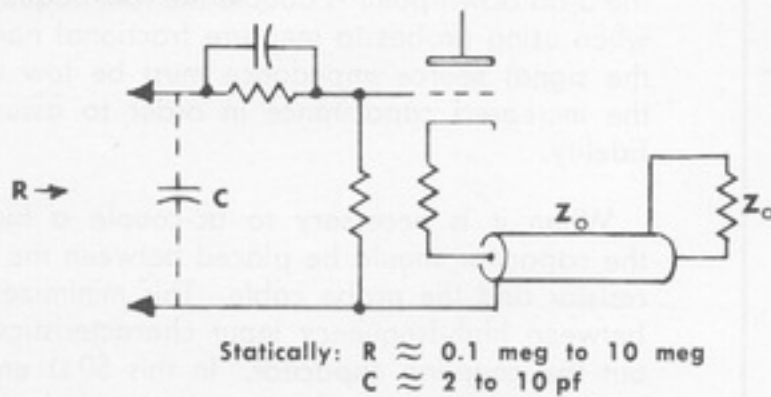 C
R →
Z₀
Z₀
Statically: R ≈ 0.1 meg to 10 meg
C ≈ 2 to 10 pf